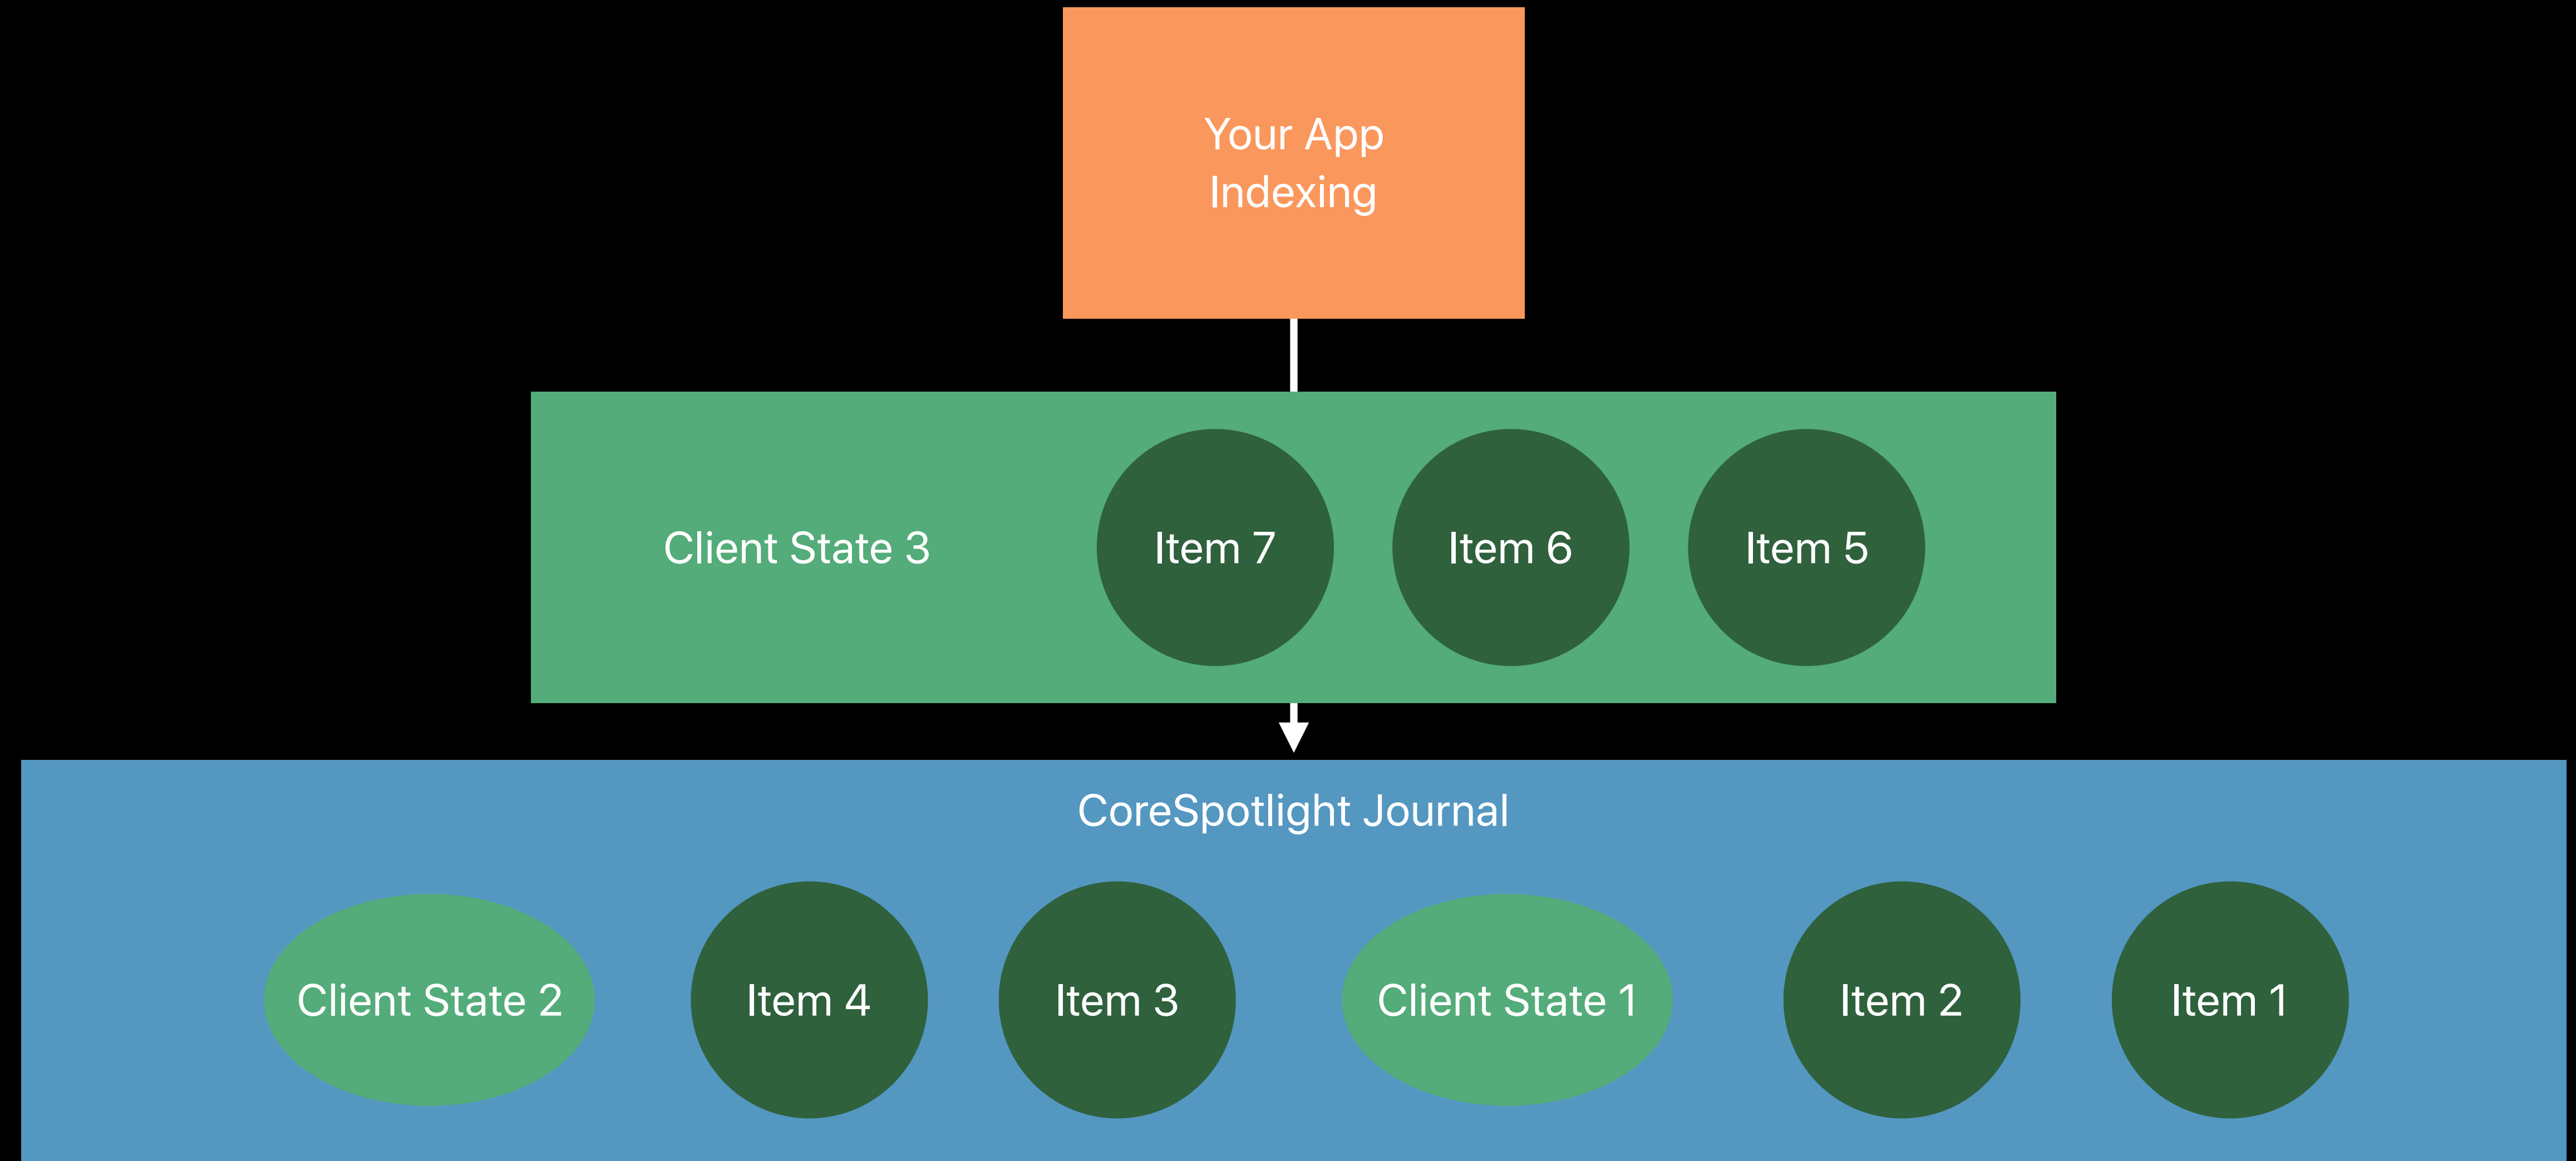 Your App
Indexing
Client State 3
Item 7
Item 6
Item 5
CoreSpotlight Journal
Client State 2
Item 4
Item 3
Client State 1
Item 2
Item 1